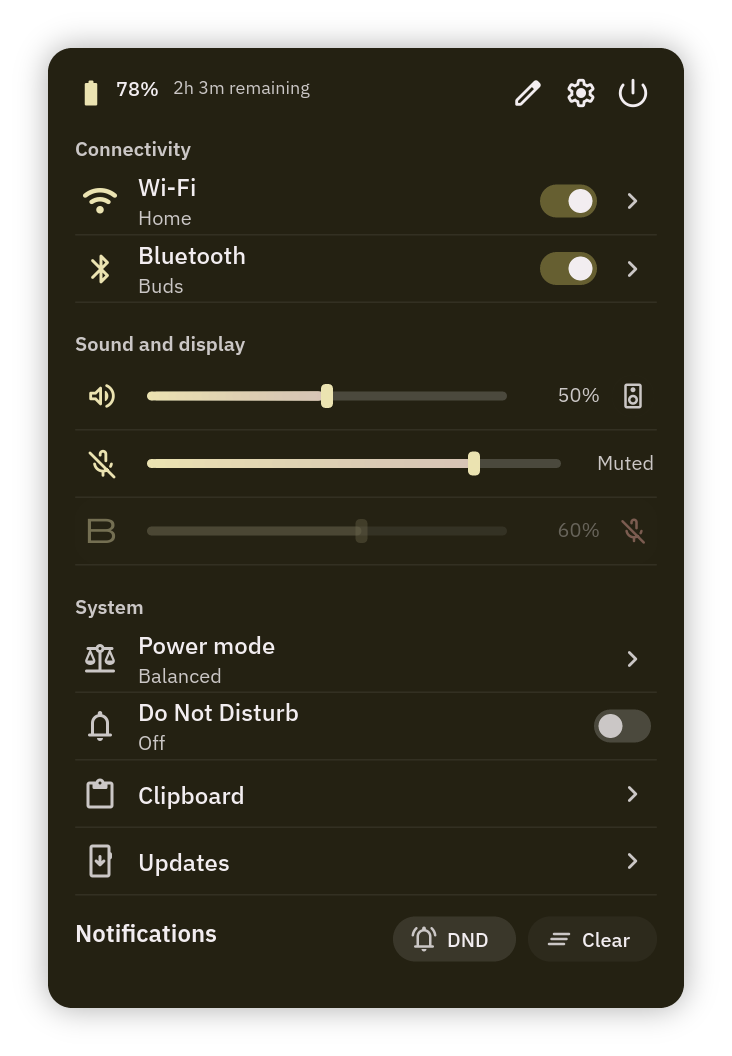 78% 2h 3m remaining
Connectivity
Wi-Fi
Home
Bluetooth
Buds
Sound and display
50%
Muted
60%
System
Power mode
Balanced
Do Not Disturb
Off
Clipboard
Updates
Notifications DND Clear